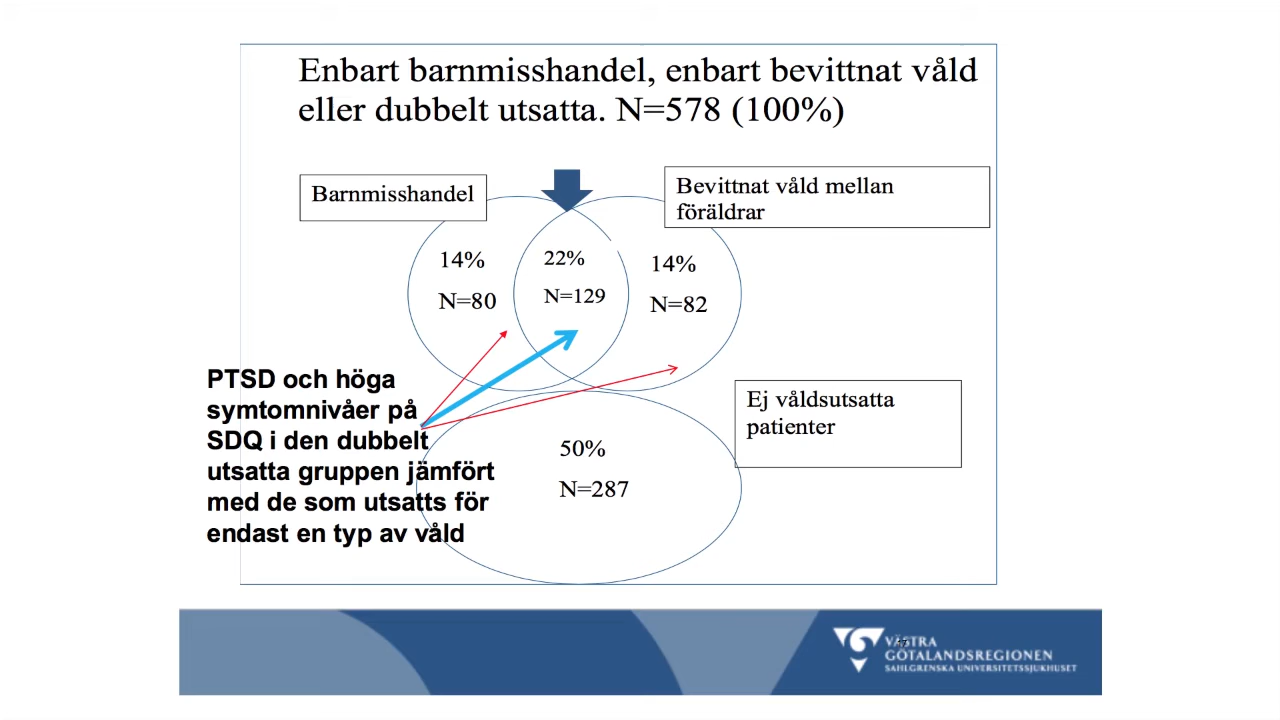 Enbart barnmisshandel, enbart bevittnat våld
eller dubbelt utsatta. N=578 (100%)
Barnmisshandel
Bevittnat våld mellan
föräldrar
14%
N=80
22%
N=129
14%
N=82
PTSD och höga
symtomnivåer på
SDQ i den dubbelt
utsatta gruppen jämfört
med de som utsatts för
endast en typ av våld
Ej våldsutsatta
patienter
50%
N=287
VÄSTRA
GÖTALANDSREGIONEN
SAHLGRENSKA UNIVERSITETSSJUKHUSET